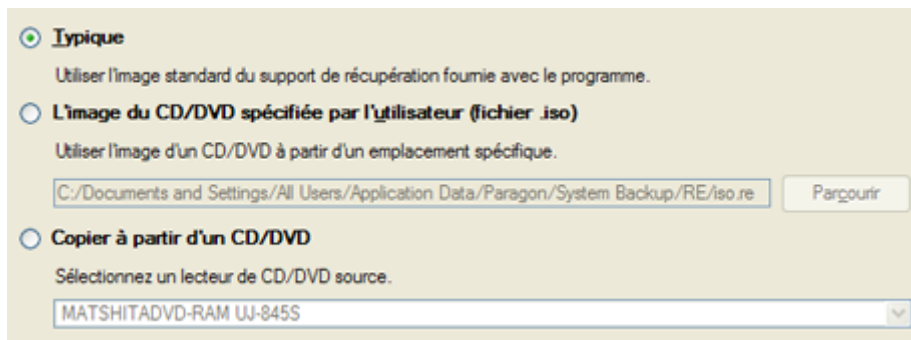 Typique
Utiliser l'image standard du support de récupération fournie avec le programme.
L'image du CD/DVD spécifiée par l'utilisateur (fichier .iso)
Utiliser l'image d'un CD/DVD à partir d'un emplacement spécifique.
C:/Documents and Settings/All Users/Application Data/Paragon/System Backup/RE/iso.re Parcourir
Copier à partir d'un CD/DVD
Sélectionnez un lecteur de CD/DVD source.
MATSHITADVD-RAM UJ-845S